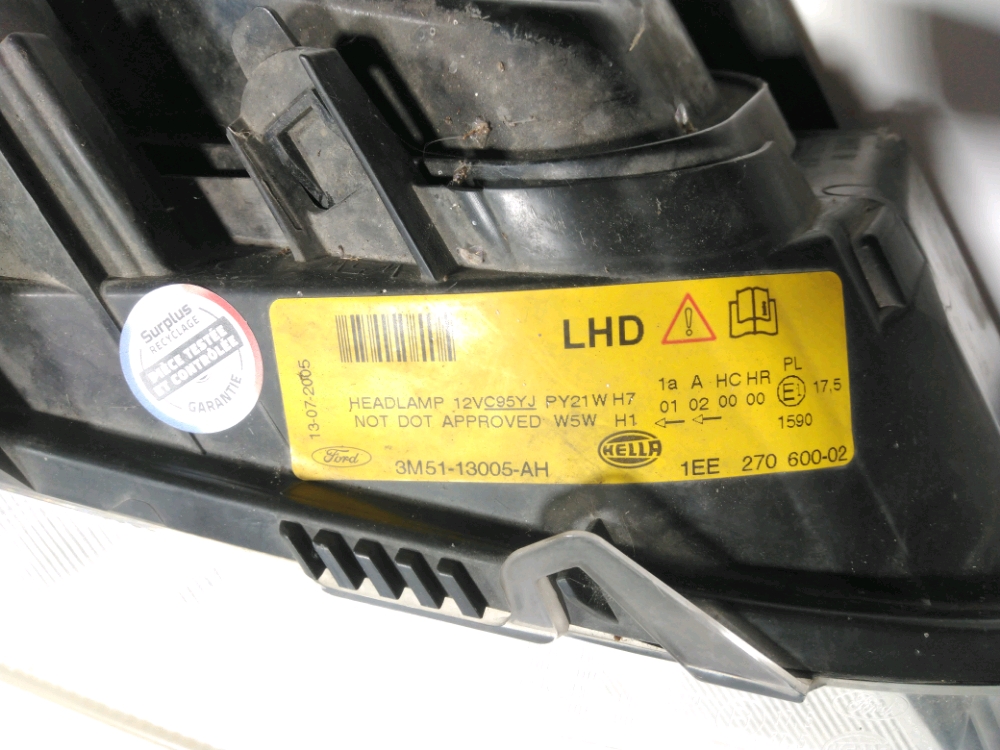 Surplus
RECYCLAGE
PIÈCE TESTÉE
ET CONTRÔLÉE
GARANTIE
13-07-2005
LHD
HEADLAMP 12VC95YJ PY21W H7
NOT DOT APPROVED W5W H1
1a A HC HR
01 02 00 00
PL
E1 17,5
1590
Ford
3M51-13005-AH
HELLA
1EE 270 600-02